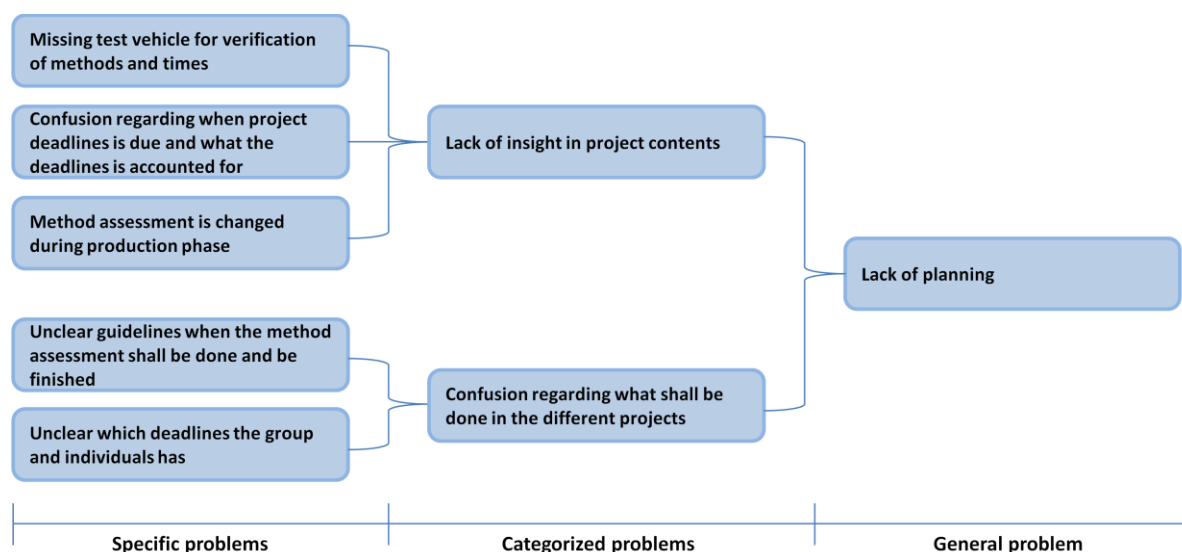 Missing test vehicle for verification
of methods and times
Confusion regarding when project
deadlines is due and what the
deadlines is accounted for
Method assessment is changed
during production phase
Unclear guidelines when the method
assessment shall be done and be
finished
Unclear which deadlines the group
and individuals has
Lack of insight in project contents
Confusion regarding what shall be
done in the different projects
Lack of planning
Specific problems
Categorized problems
General problem